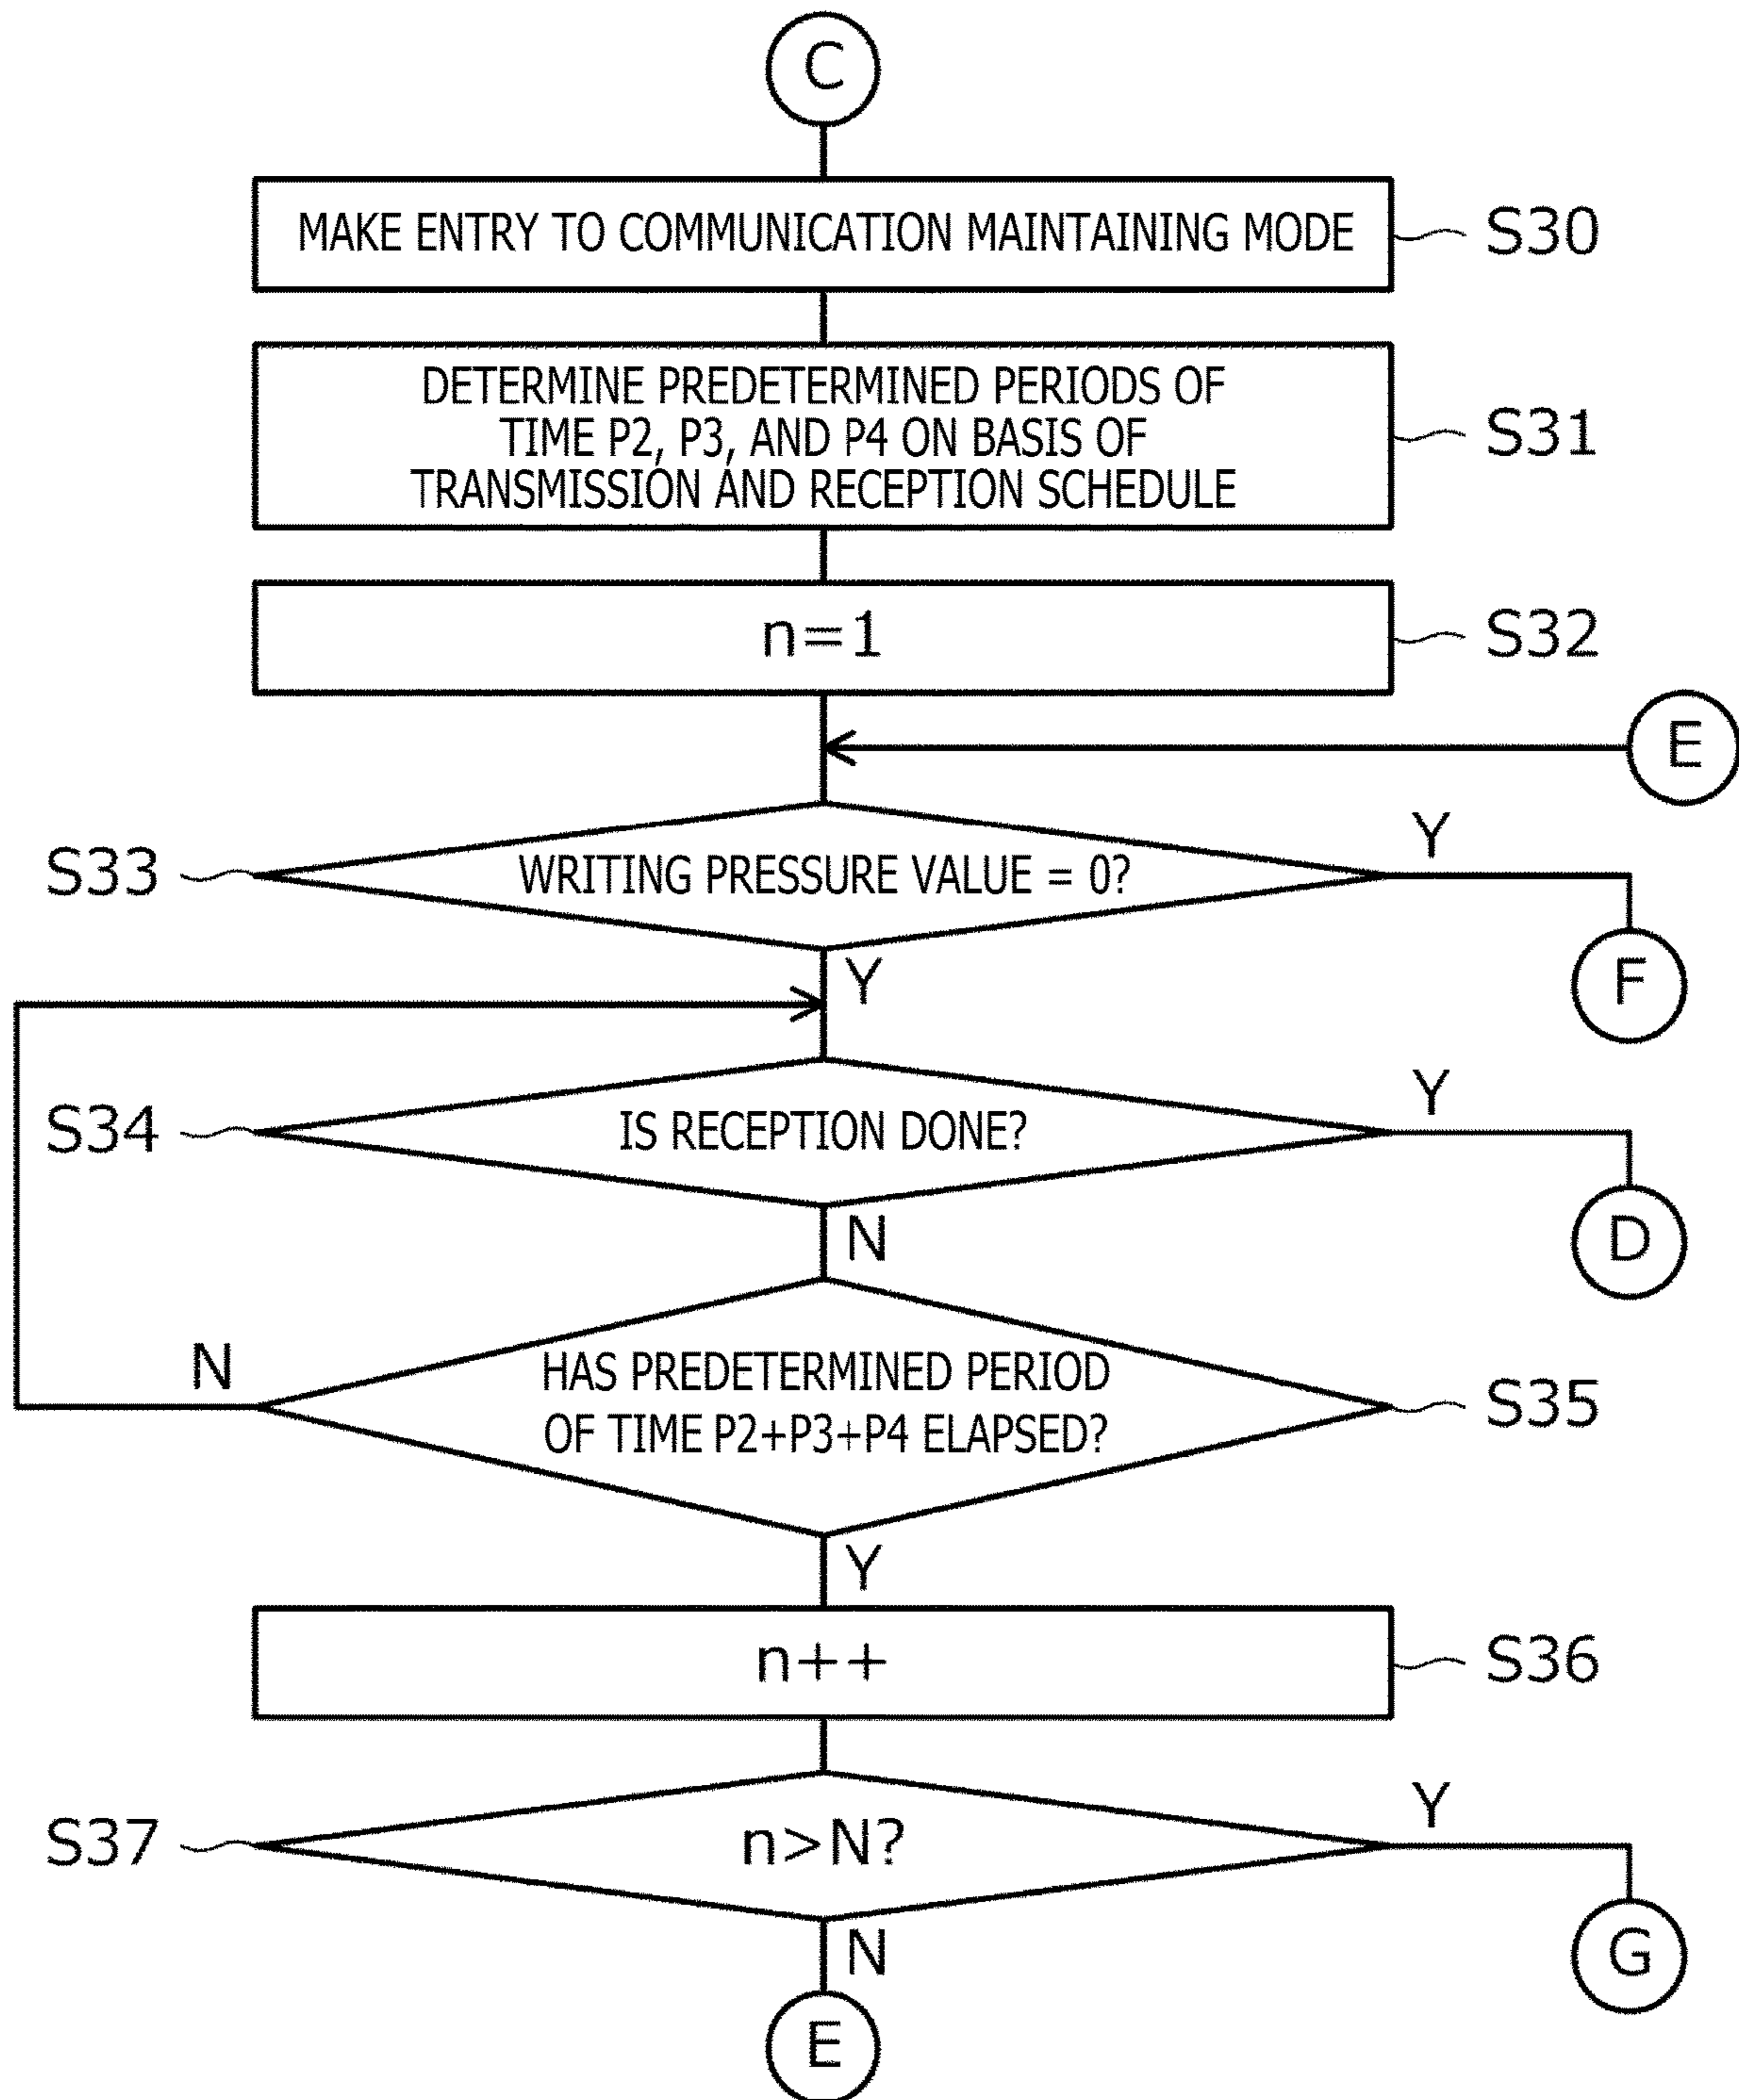 C
MAKE ENTRY TO COMMUNICATION MAINTAINING MODE
S30
DETERMINE PREDETERMINED PERIODS OF
TIME P2, P3, AND P4 ON BASIS OF
TRANSMISSION AND RECEPTION SCHEDULE
S31
n=1
S32
E
S33
WRITING PRESSURE VALUE = 0?
Y
F
Y
S34
IS RECEPTION DONE?
Y
D
N
N
HAS PREDETERMINED PERIOD
OF TIME P2+P3+P4 ELAPSED?
S35
Y
n++
S36
S37
n>N?
Y
G
N
E